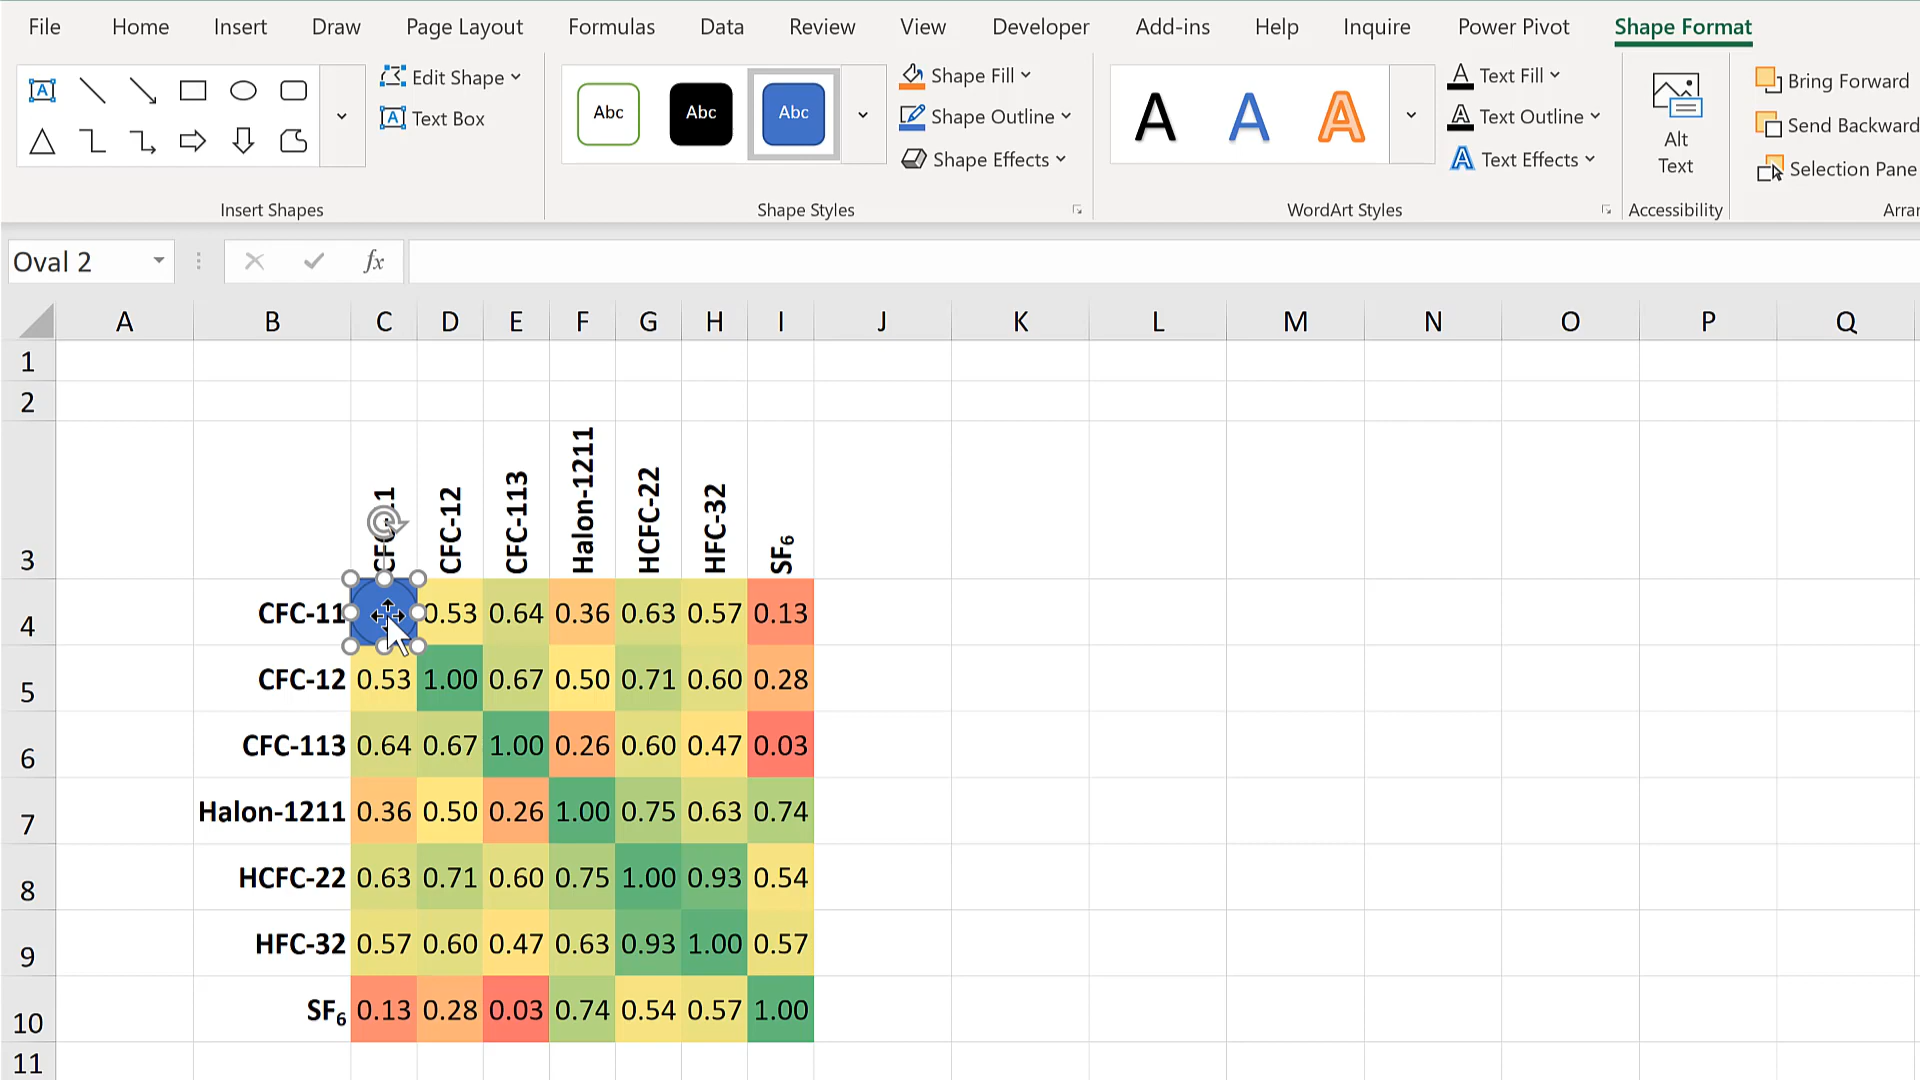 File Home Insert Draw Page Layout Formulas Data Review View Developer Add-ins Help Inquire Power Pivot Shape Format
Edit Shape
Text Box
Abc Abc Abc
Shape Fill
Shape Outline
Shape Effects
Text Fill
Text Outline
Text Effects
Alt
Text
Bring Forward
Send Backward
Selection Pane
Insert Shapes Shape Styles WordArt Styles Accessibility Arran
Oval 2 fx
A B C D E F G H I J K L M N O P Q
1
2
3 CFC-12 CFC-113 Halon-1211 HCFC-22 HFC-32 SF₆
4 CFC-11 0.53 0.64 0.36 0.63 0.57 0.13
5 CFC-12 0.53 1.00 0.67 0.50 0.71 0.60 0.28
6 CFC-113 0.64 0.67 1.00 0.26 0.60 0.47 0.03
7 Halon-1211 0.36 0.50 0.26 1.00 0.75 0.63 0.74
8 HCFC-22 0.63 0.71 0.60 0.75 1.00 0.93 0.54
9 HFC-32 0.57 0.60 0.47 0.63 0.93 1.00 0.57
10 SF₆ 0.13 0.28 0.03 0.74 0.54 0.57 1.00
11